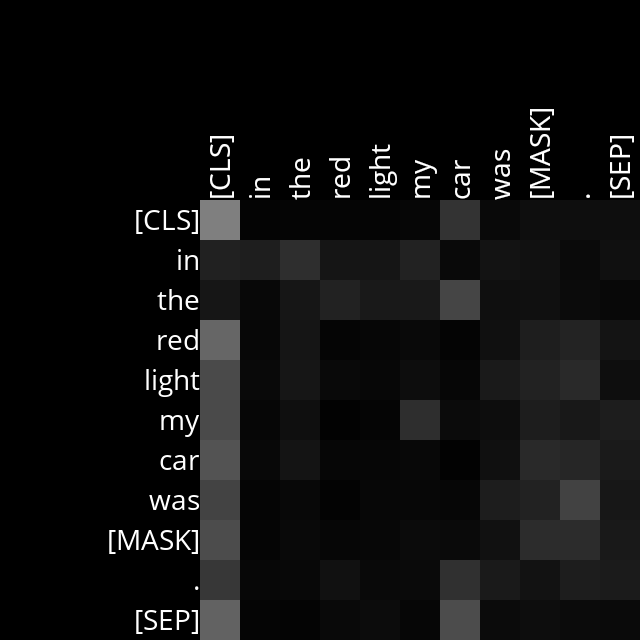 [CLS] in the red light my car was [MASK] . [SEP]
[CLS]
in
the
red
light
my
car
was
[MASK]
.
[SEP]